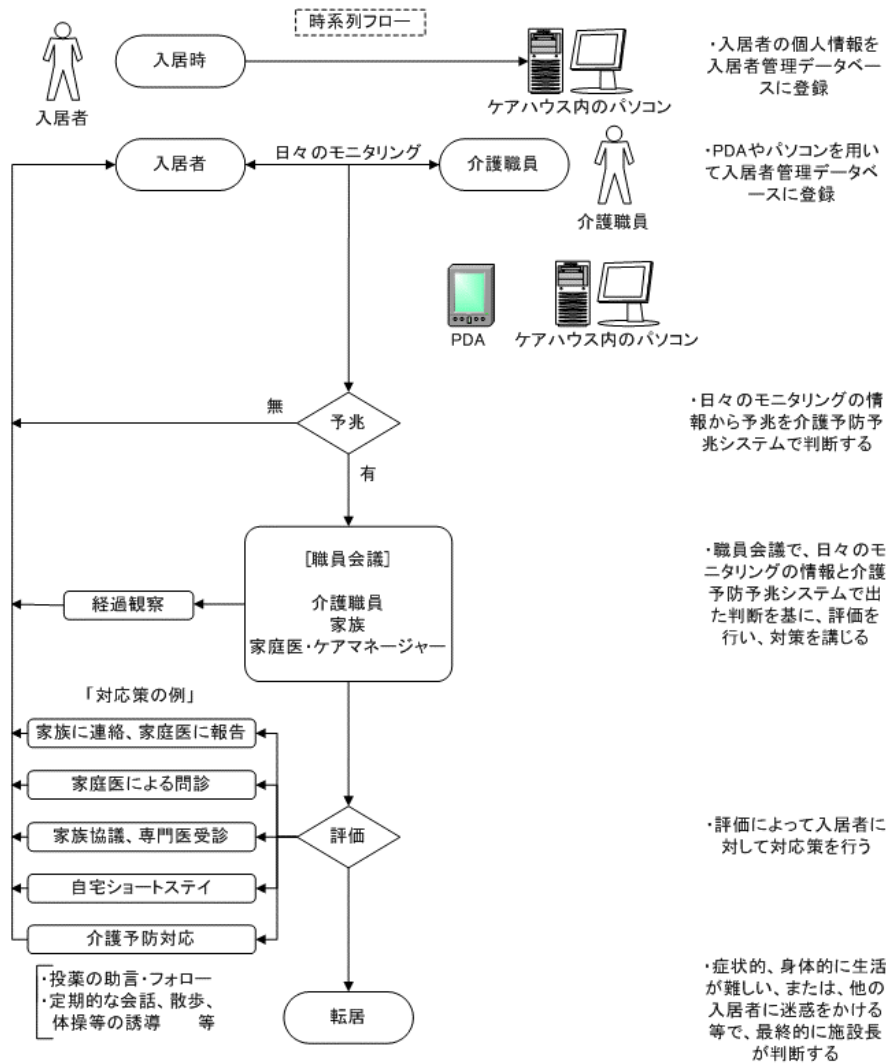 時系列フロー
入居時
入居者
ケアハウス内のパソコン
・入居者の個人情報を
入居者管理データベー
スに登録
入居者
日々のモニタリング
介護職員
介護職員
・PDAやパソコンを用い
て入居者管理データベ
ースに登録
PDA
ケアハウス内のパソコン
無
予兆
有
・日々のモニタリングの情
報から予兆を介護予防予
兆システムで判断する
[職員会議]
介護職員
家族
家庭医・ケアマネージャー
経過観察
・職員会議で、日々のモ
ニタリングの情報と介護
予防予兆システムで出
た判断を基に、評価を
行い、対策を講じる
「対応策の例」
家族に連絡、家庭医に報告
家庭医による問診
家族協議、専門医受診
自宅ショートステイ
介護予防対応
評価
・評価によって入居者に
対して対応策を行う
・投薬の助言・フォロー
・定期的な会話、散歩、
体操等の誘導　　等
転居
・症状的、身体的に生活
が難しい、または、他の
入居者に迷惑をかける
等で、最終的に施設長
が判断する